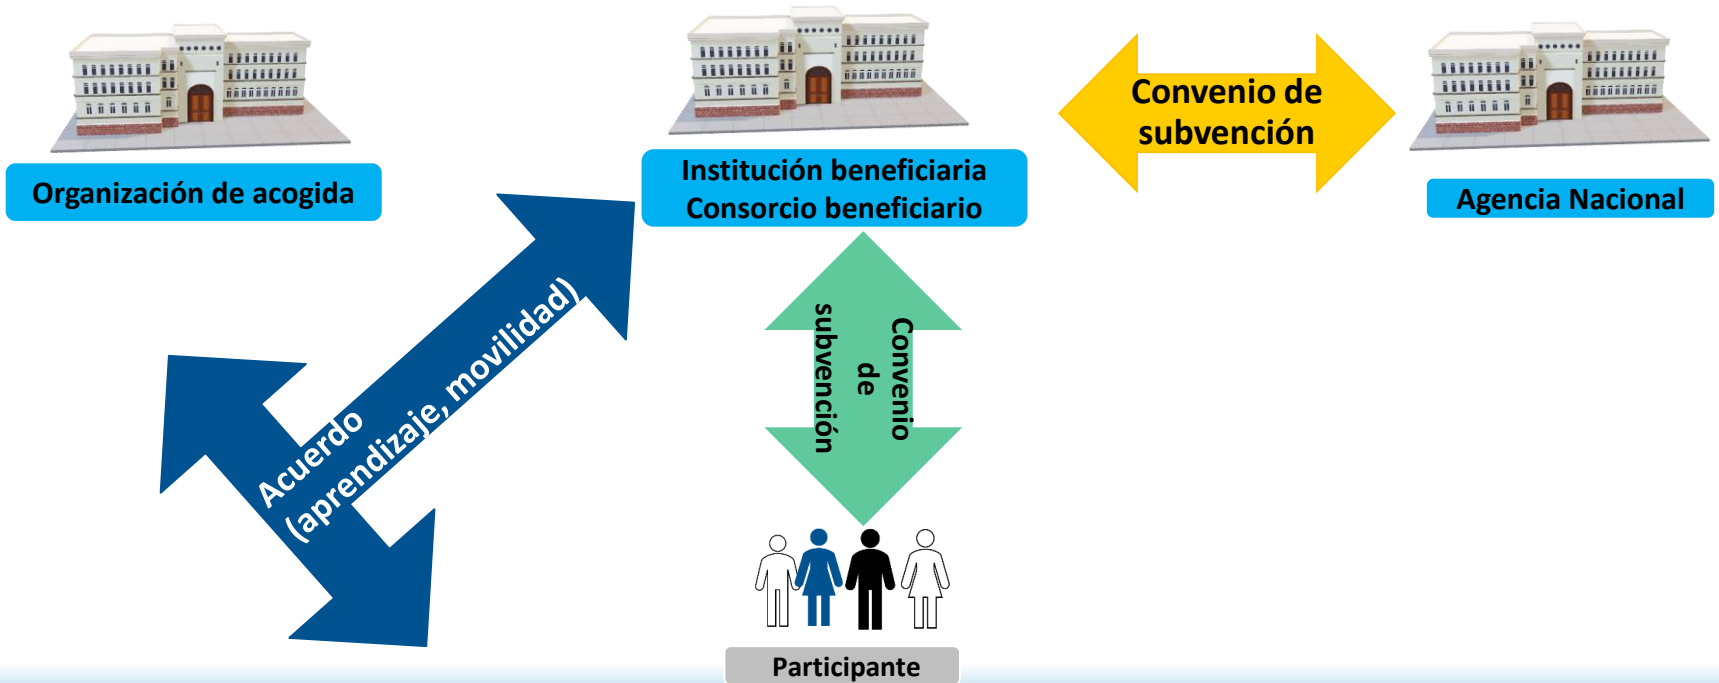 Organización de acogida
Institución beneficiaria
Consorcio beneficiario
Convenio de
subvención
Agencia Nacional
Acuerdo
(aprendizaje, movilidad)
Convenio
de
subvención
Participante